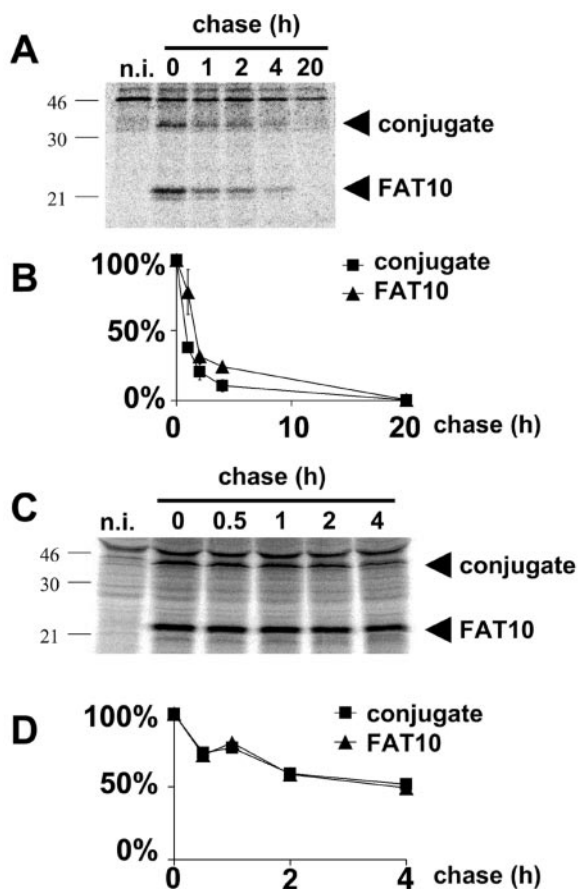 A
chase (h)
n.i. 0 1 2 4 20
46
30
21
conjugate
FAT10
B
100%
50%
0%
conjugate
FAT10
0 10 20 chase (h)
C
chase (h)
n.i. 0 0.5 1 2 4
46
30
21
conjugate
FAT10
D
100%
50%
0%
conjugate
FAT10
0 2 4
chase (h)